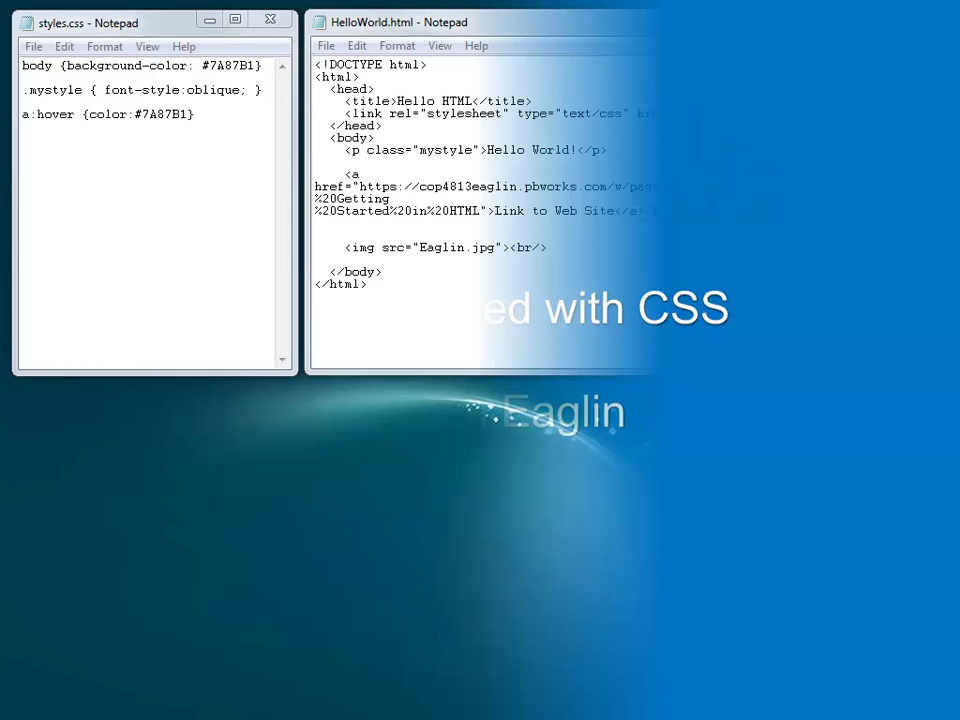 styles.css - Notepad
File Edit Format View Help
body {background-color: #7A87B1}
.mystyle { font-style:oblique; }
a:hover {color:#7A87B1}
HelloWorld.html - Notepad
File Edit Format View Help
<!DOCTYPE html>
<html>
<head>
<title>Hello HTML</title>
<link rel="stylesheet" type="text/css"
</head>
<body>
<p class="mystyle">Hello World!</p>
<a
href="https://cop4813eaglin.pbworks.com/w/
%20Getting
%20Started%20in%20HTML">Link to Web Site</a>
<img src="Eaglin.jpg"><br/>
</body>
</html>
with CSS
Eaglin